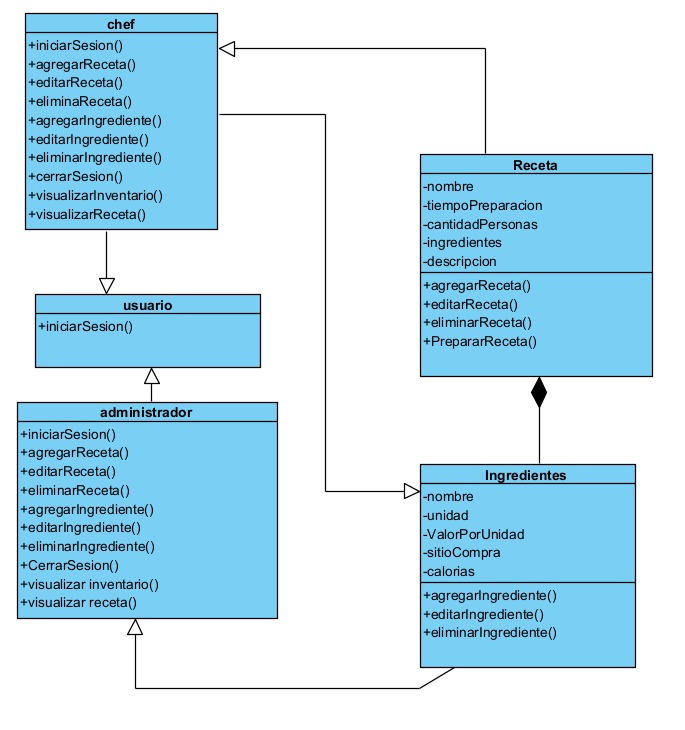 chef
+iniciarSesion()
+agregarReceta()
+editarReceta()
+eliminaReceta()
+agregarIngrediente()
+editarIngrediente()
+eliminarIngrediente()
+cerrarSesion()
+visualizarInventario()
+visualizarReceta()
usuario
+iniciarSesion()
administrador
+iniciarSesion()
+agregarReceta()
+editarReceta()
+eliminarReceta()
+agregarIngrediente()
+editarIngrediente()
+eliminarIngrediente()
+CerrarSesion()
+visualizar inventario()
+visualizar receta()
Receta
-nombre
-tiempoPreparacion
-cantidadPersonas
-ingredientes
-descripcion
+agregarReceta()
+editarReceta()
+eliminarReceta()
+PrepararReceta()
Ingredientes
-nombre
-unidad
-ValorPorUnidad
-sitioCompra
-calorias
+agregarIngrediente()
+editarIngrediente()
+eliminarIngrediente()